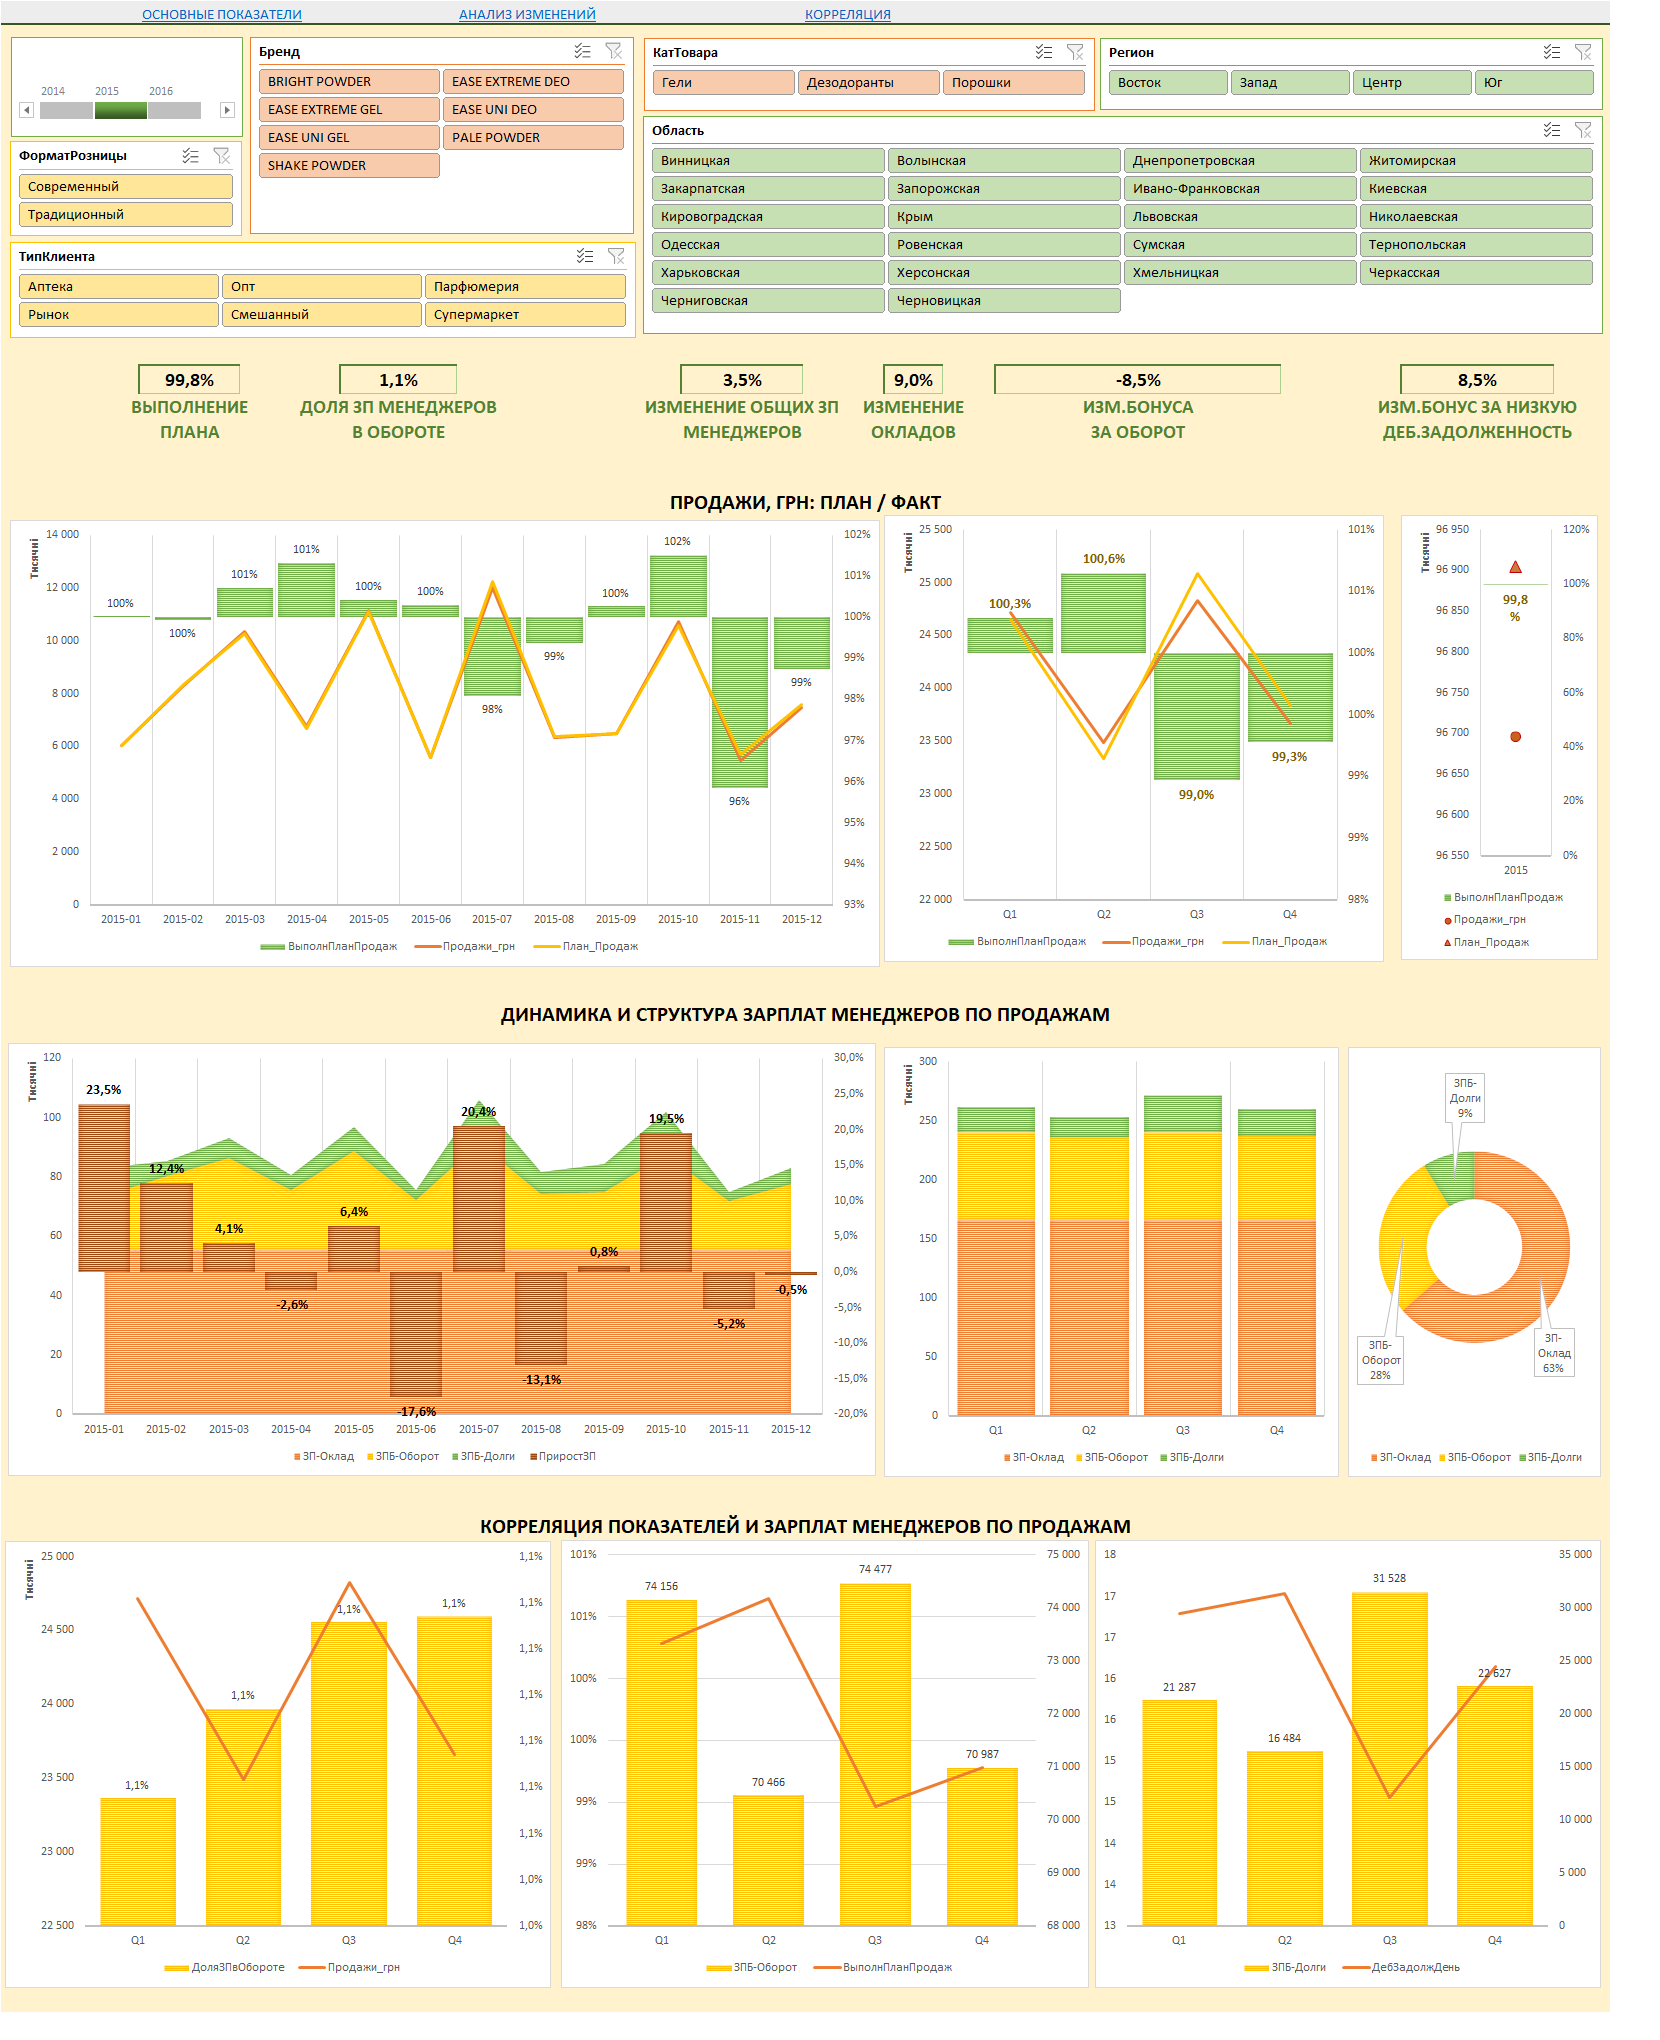 ОСНОВНЫЕ ПОКАЗАТЕЛИ АНАЛИЗ ИЗМЕНЕНИЙ КОРРЕЛЯЦИЯ
2014 2015 2016
Бренд
BRIGHT POWDER EASE EXTREME DEO
EASE EXTREME GEL EASE UNI DEO
EASE UNI GEL PALE POWDER
SHAKE POWDER
КатТовара
Гели Дезодоранты Порошки
Регион
Восток Запад Центр Юг
ФорматРозницы
Современный
Традиционный
ТипКлиента
Аптека Опт Парфюмерия
Рынок Смешанный Супермаркет
Область
Винницкая Волынская Днепропетровская Житомирская
Закарпатская Запорожская Ивано-Франковская Киевская
Кировоградская Крым Львовская Николаевская
Одесская Ровенская Сумская Тернопольская
Харьковская Херсонская Хмельницкая Черкасская
Черниговская Черновицкая
99,8% 1,1% 3,5% 9,0% -8,5% 8,5%
ВЫПОЛНЕНИЕ ДОЛЯ ЗП МЕНЕДЖЕРОВ ИЗМЕНЕНИЕ ОБЩИХ ЗП ИЗМЕНЕНИЕ ИЗМ.БОНУСА ИЗМ.БОНУС ЗА НИЗКУЮ
ПЛАНА В ОБОРОТЕ МЕНЕДЖЕРОВ ОКЛАДОВ ЗА ОБОРОТ ДЕБ.ЗАДОЛЖЕННОСТЬ
ПРОДАЖИ, ГРН: ПЛАН / ФАКТ
Тисячні
14 000
12 000
10 000
8 000
6 000
4 000
2 000
0
100% 100% 101% 101% 100% 100% 98% 99% 100% 102% 96% 99%
102%
101%
100%
99%
98%
97%
96%
95%
94%
93%
2015-01 2015-02 2015-03 2015-04 2015-05 2015-06 2015-07 2015-08 2015-09 2015-10 2015-11 2015-12
ВыполнПланПродаж Продажи_грн План_Продаж
Тисячні
25 500
25 000
24 500
24 000
23 500
23 000
22 500
22 000
100,3% 100,6% 99,0% 99,3%
101%
101%
100%
100%
99%
99%
98%
Q1 Q2 Q3 Q4
ВыполнПланПродаж Продажи_грн План_Продаж
Тисячні
96 950
96 900
96 850
96 800
96 750
96 700
96 650
96 600
96 550
99,8
%
120%
100%
80%
60%
40%
20%
0%
2015
ВыполнПланПродаж
Продажи_грн
План_Продаж
ДИНАМИКА И СТРУКТУРА ЗАРПЛАТ МЕНЕДЖЕРОВ ПО ПРОДАЖАМ
Тисячні
120
100
80
60
40
20
0
23,5% 12,4% 4,1% -2,6% 6,4% -17,6% 20,4% -13,1% 0,8% 19,5% -5,2% -0,5%
30,0%
25,0%
20,0%
15,0%
10,0%
5,0%
0,0%
-5,0%
-10,0%
-15,0%
-20,0%
2015-01 2015-02 2015-03 2015-04 2015-05 2015-06 2015-07 2015-08 2015-09 2015-10 2015-11 2015-12
ЗП-Оклад ЗПБ-Оборот ЗПБ-Долги ПриростЗП
Тисячні
300
250
200
150
100
50
0
Q1 Q2 Q3 Q4
ЗП-Оклад ЗПБ-Оборот ЗПБ-Долги
ЗПБ-
Долги
9%
ЗПБ-
Оборот
28%
ЗП-
Оклад
63%
ЗП-Оклад ЗПБ-Оборот ЗПБ-Долги
КОРРЕЛЯЦИЯ ПОКАЗАТЕЛЕЙ И ЗАРПЛАТ МЕНЕДЖЕРОВ ПО ПРОДАЖАМ
Тисячні
25 000
24 500
24 000
23 500
23 000
22 500
1,1% 1,1% 1,1% 1,1%
1,1%
1,1%
1,1%
1,1%
1,1%
1,1%
1,1%
1,0%
1,0%
Q1 Q2 Q3 Q4
ДоляЗПвОбороте Продажи_грн
101%
101%
100%
100%
99%
99%
98%
74 156 70 466 74 477 70 987
75 000
74 000
73 000
72 000
71 000
70 000
69 000
68 000
Q1 Q2 Q3 Q4
ЗПБ-Оборот ВыполнПланПродаж
18
17
17
16
16
15
15
14
14
13
21 287 16 484 31 528 22 627
35 000
30 000
25 000
20 000
15 000
10 000
5 000
0
Q1 Q2 Q3 Q4
ЗПБ-Долги ДебЗадолжДень